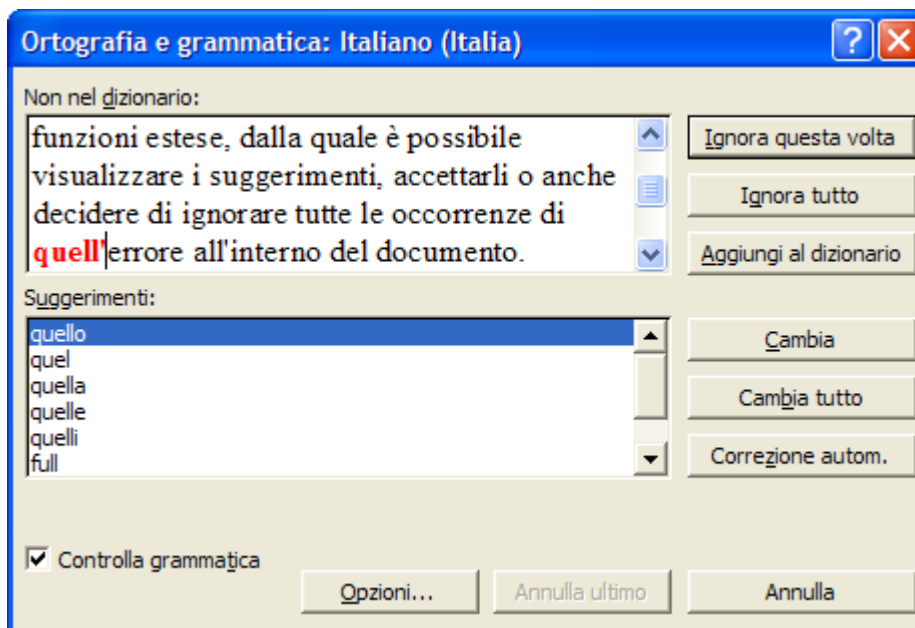 Ortografia e grammatica: Italiano (Italia)
Non nel dizionario:
funzioni estese, dalla quale è possibile
visualizzare i suggerimenti, accettarli o anche
decidere di ignorare tutte le occorrenze di
quell'errore all'interno del documento.
Ignora questa volta
Ignora tutto
Aggiungi al dizionario
Suggerimenti:
quello
quel
quella
quelle
quelli
full
Cambia
Cambia tutto
Correzione autom.
Controlla grammatica
Opzioni...
Annulla ultimo
Annulla